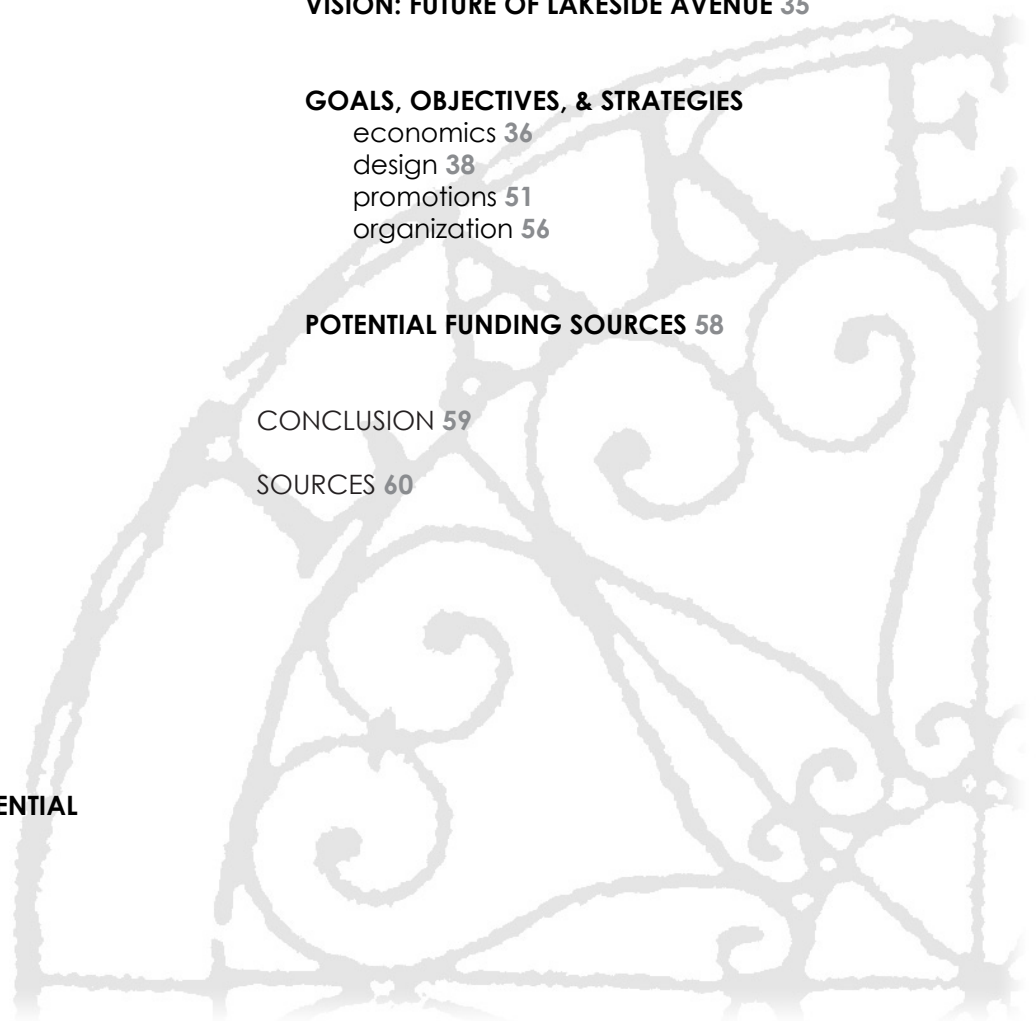 VISION: FUTURE OF LAKESIDE AVENUE 35
GOALS, OBJECTIVES, & STRATEGIES
economics 36
design 38
promotions 51
organization 56
POTENTIAL FUNDING SOURCES 58
CONCLUSION 59
SOURCES 60
ENTIAL
K E